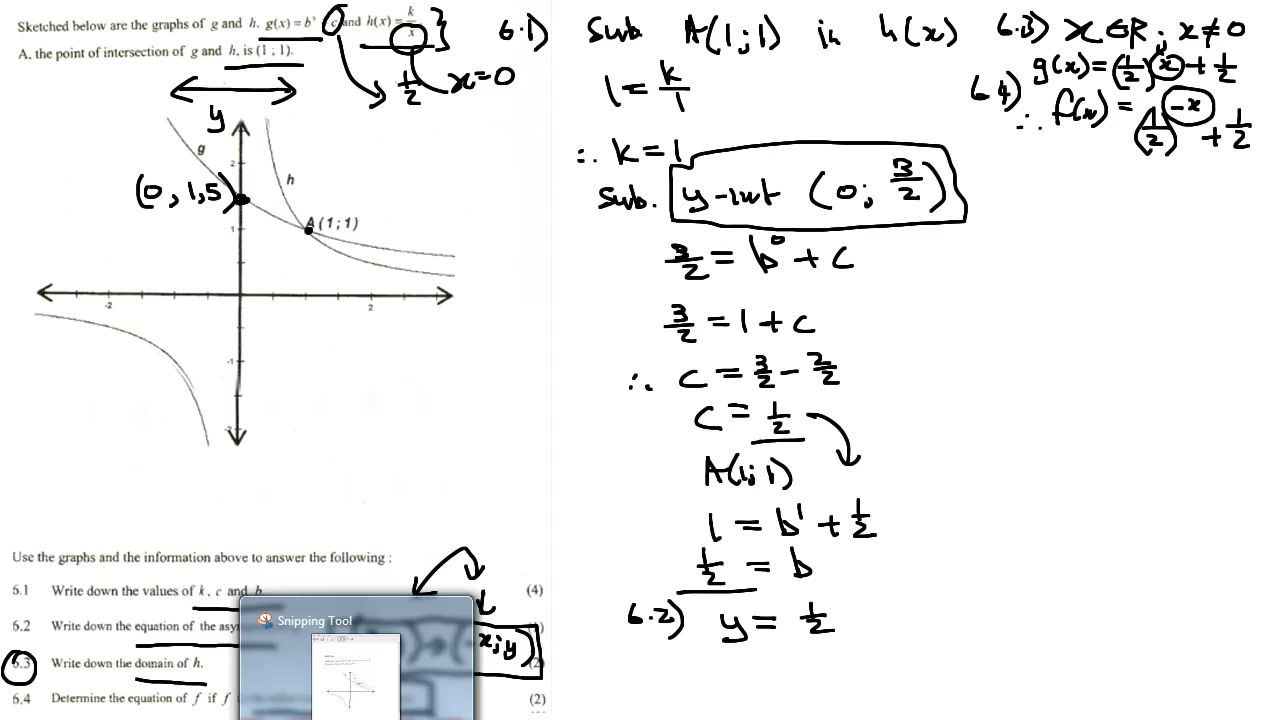 Sketched below are the graphs of g and h. g(x) = bˣ c and h(x) = k/x
A, the point of intersection of g and h, is (1 ; 1).
1/2
x=0
y
g
h
2
(0 , 1,5)
A (1 ; 1)
1
-2
2
-1
-2
Use the graphs and the information above to answer the following :
6.1 Write down the values of k, c and b. (4)
6.2 Write down the equation of the
6.3 Write down the domain of h. (2)
6.4 Determine the equation of f if f (2)
x;y)
Snipping Tool
6.1) Sub A(1;1) in h(x)
1 = k/1
∴ k = 1
Sub. y-int (0; 3/2)
3/2 = b⁰ + c
3/2 = 1 + c
∴ c = 3/2 - 2/2
c = 1/2
A(1;1)
1 = b¹ + 1/2
1/2 = b
6.2) y = 1/2
6.3) x∈R ; x≠0
6.4) g(x) = (1/2)ˣ + 1/2
∴ f(x) = (1/2)⁻ˣ + 1/2